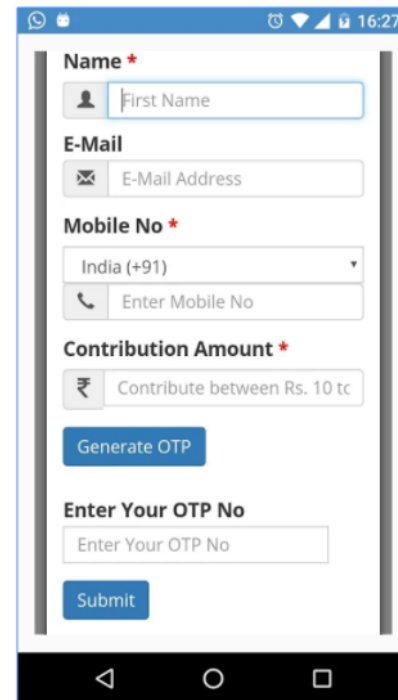 16:27
Name *
First Name
E-Mail
E-Mail Address
Mobile No *
India (+91)
Enter Mobile No
Contribution Amount *
₹ Contribute between Rs. 10 tc
Generate OTP
Enter Your OTP No
Enter Your OTP No
Submit